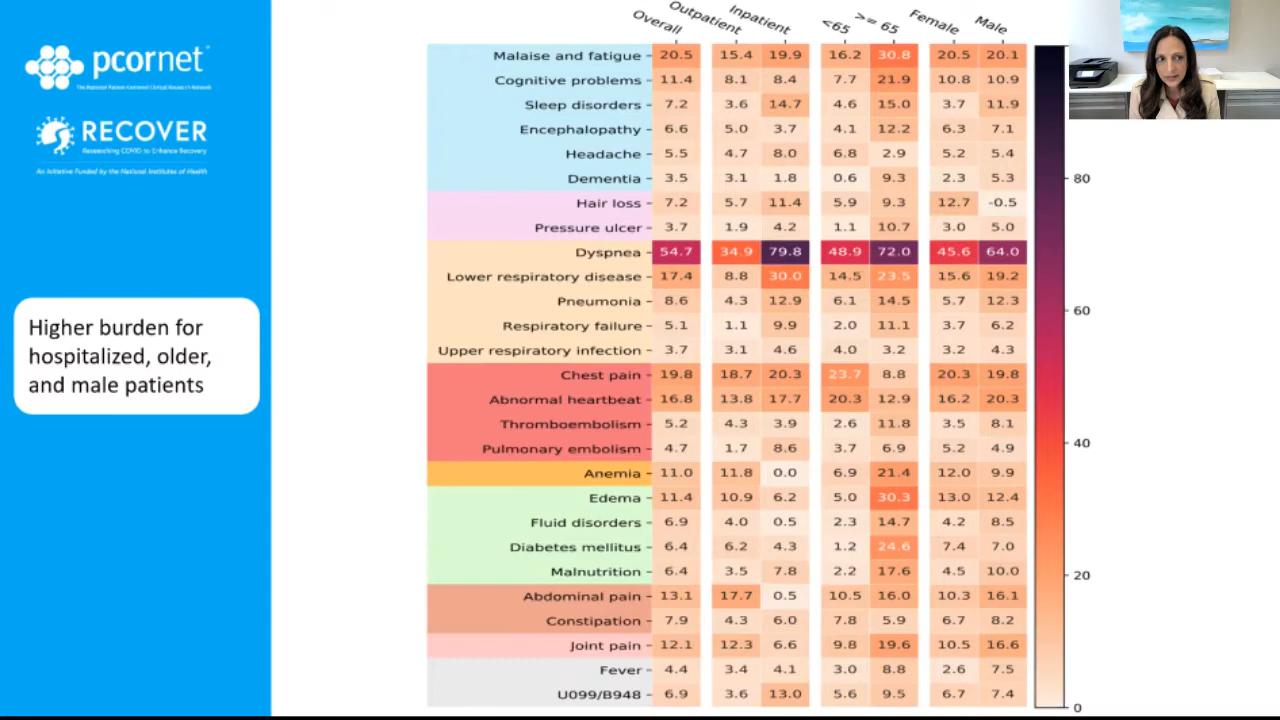 pcornet
The National Patient-Centered Clinical Research Network
RECOVER
Researching COVID to Enhance Recovery
An Initiative Funded by the National Institutes of Health
Higher burden for
hospitalized, older,
and male patients
Overall Outpatient Inpatient <65 >= 65 Female Male
Malaise and fatigue 20.5 15.4 19.9 16.2 30.8 20.5 20.1
Cognitive problems 11.4 8.1 8.4 7.7 21.9 10.8 10.9
Sleep disorders 7.2 3.6 14.7 4.6 15.0 3.7 11.9
Encephalopathy 6.6 5.0 3.7 4.1 12.2 6.3 7.1
Headache 5.5 4.7 8.0 6.8 2.9 5.2 5.4
Dementia 3.5 3.1 1.8 0.6 9.3 2.3 5.3
Hair loss 7.2 5.7 11.4 5.9 9.3 12.7 -0.5
Pressure ulcer 3.7 1.9 4.2 1.1 10.7 3.0 5.0
Dyspnea 54.7 34.9 79.8 48.9 72.0 45.6 64.0
Lower respiratory disease 17.4 8.8 30.0 14.5 23.5 15.6 19.2
Pneumonia 8.6 4.3 12.9 6.1 14.5 5.7 12.3
Respiratory failure 5.1 1.1 9.9 2.0 11.1 3.7 6.2
Upper respiratory infection 3.7 3.1 4.6 4.0 3.2 3.2 4.3
Chest pain 19.8 18.7 20.3 23.7 8.8 20.3 19.8
Abnormal heartbeat 16.8 13.8 17.7 20.3 12.9 16.2 20.3
Thromboembolism 5.2 4.3 3.9 2.6 11.8 3.5 8.1
Pulmonary embolism 4.7 1.7 8.6 3.7 6.9 5.2 4.9
Anemia 11.0 11.8 0.0 6.9 21.4 12.0 9.9
Edema 11.4 10.9 6.2 5.0 30.3 13.0 12.4
Fluid disorders 6.9 4.0 0.5 2.3 14.7 4.2 8.5
Diabetes mellitus 6.4 6.2 4.3 1.2 24.6 7.4 7.0
Malnutrition 6.4 3.5 7.8 2.2 17.6 4.5 10.0
Abdominal pain 13.1 17.7 0.5 10.5 16.0 10.3 16.1
Constipation 7.9 4.3 6.0 7.8 5.9 6.7 8.2
Joint pain 12.1 12.3 6.6 9.8 19.6 10.5 16.6
Fever 4.4 3.4 4.1 3.0 8.8 2.6 7.5
U099/B948 6.9 3.6 13.0 5.6 9.5 6.7 7.4
80
60
40
20
0